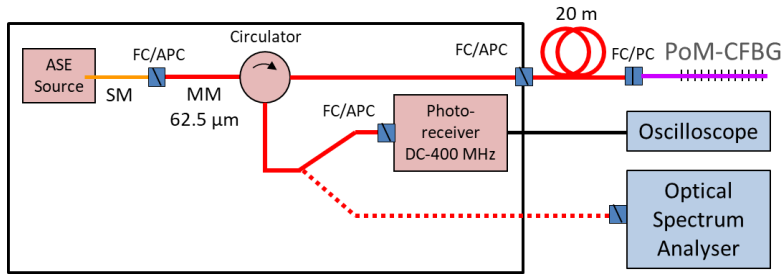 20 m
Circulator
FC/APC
FC/APC
FC/PC
PoM-CFBG
ASE
Source
SM
MM
62.5 µm
FC/APC
Photo-
receiver
DC-400 MHz
Oscilloscope
Optical
Spectrum
Analyser